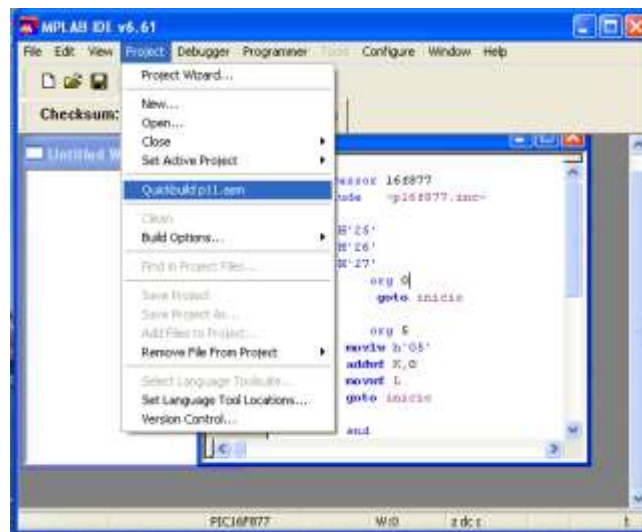 MPLAB IDE v6.61
File Edit View Project Debugger Programmer Tools Configure Window Help
Project Wizard...
New...
Checksum:
Open...
Close
Untitled W
Set Active Project
Quickbuild p11.asm
Clean
Build Options...
Find in Project Files...
Save Project
Save Project As...
Add Files to Project...
Remove File From Project
Select Language Toolsuite...
Set Language Tool Locations...
Version Control...
essor 16f877
ude <p16f877.inc>
H'25'
H'26'
H'27'
org 0
goto inicio
org 5
movlw h'05'
addwf K,0
movwf L
goto inicio
end
PIC16F877 W:0 z dc c